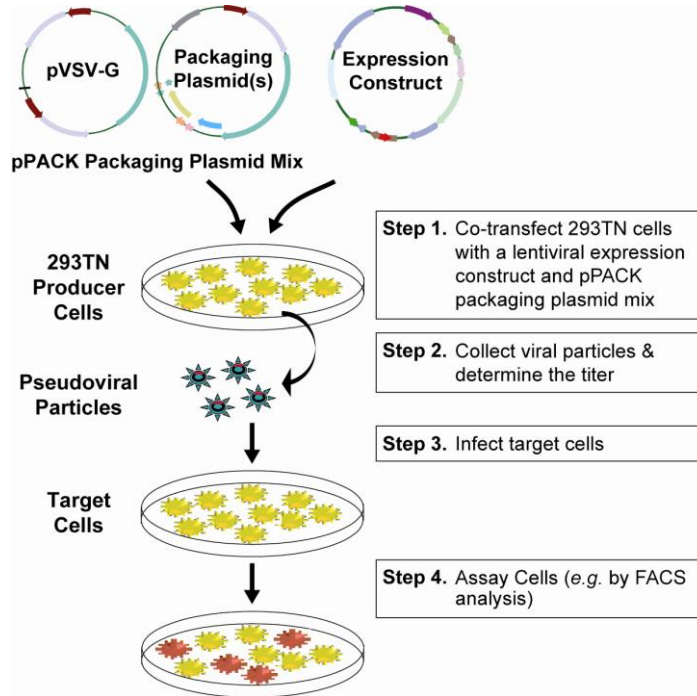 pVSV-G
Packaging
Plasmid(s)
Expression
Construct
pPACK Packaging Plasmid Mix
293TN
Producer
Cells
Step 1. Co-transfect 293TN cells
with a lentiviral expression
construct and pPACK
packaging plasmid mix
Step 2. Collect viral particles &
determine the titer
Pseudoviral
Particles
Step 3. Infect target cells
Target
Cells
Step 4. Assay Cells (e.g. by FACS
analysis)